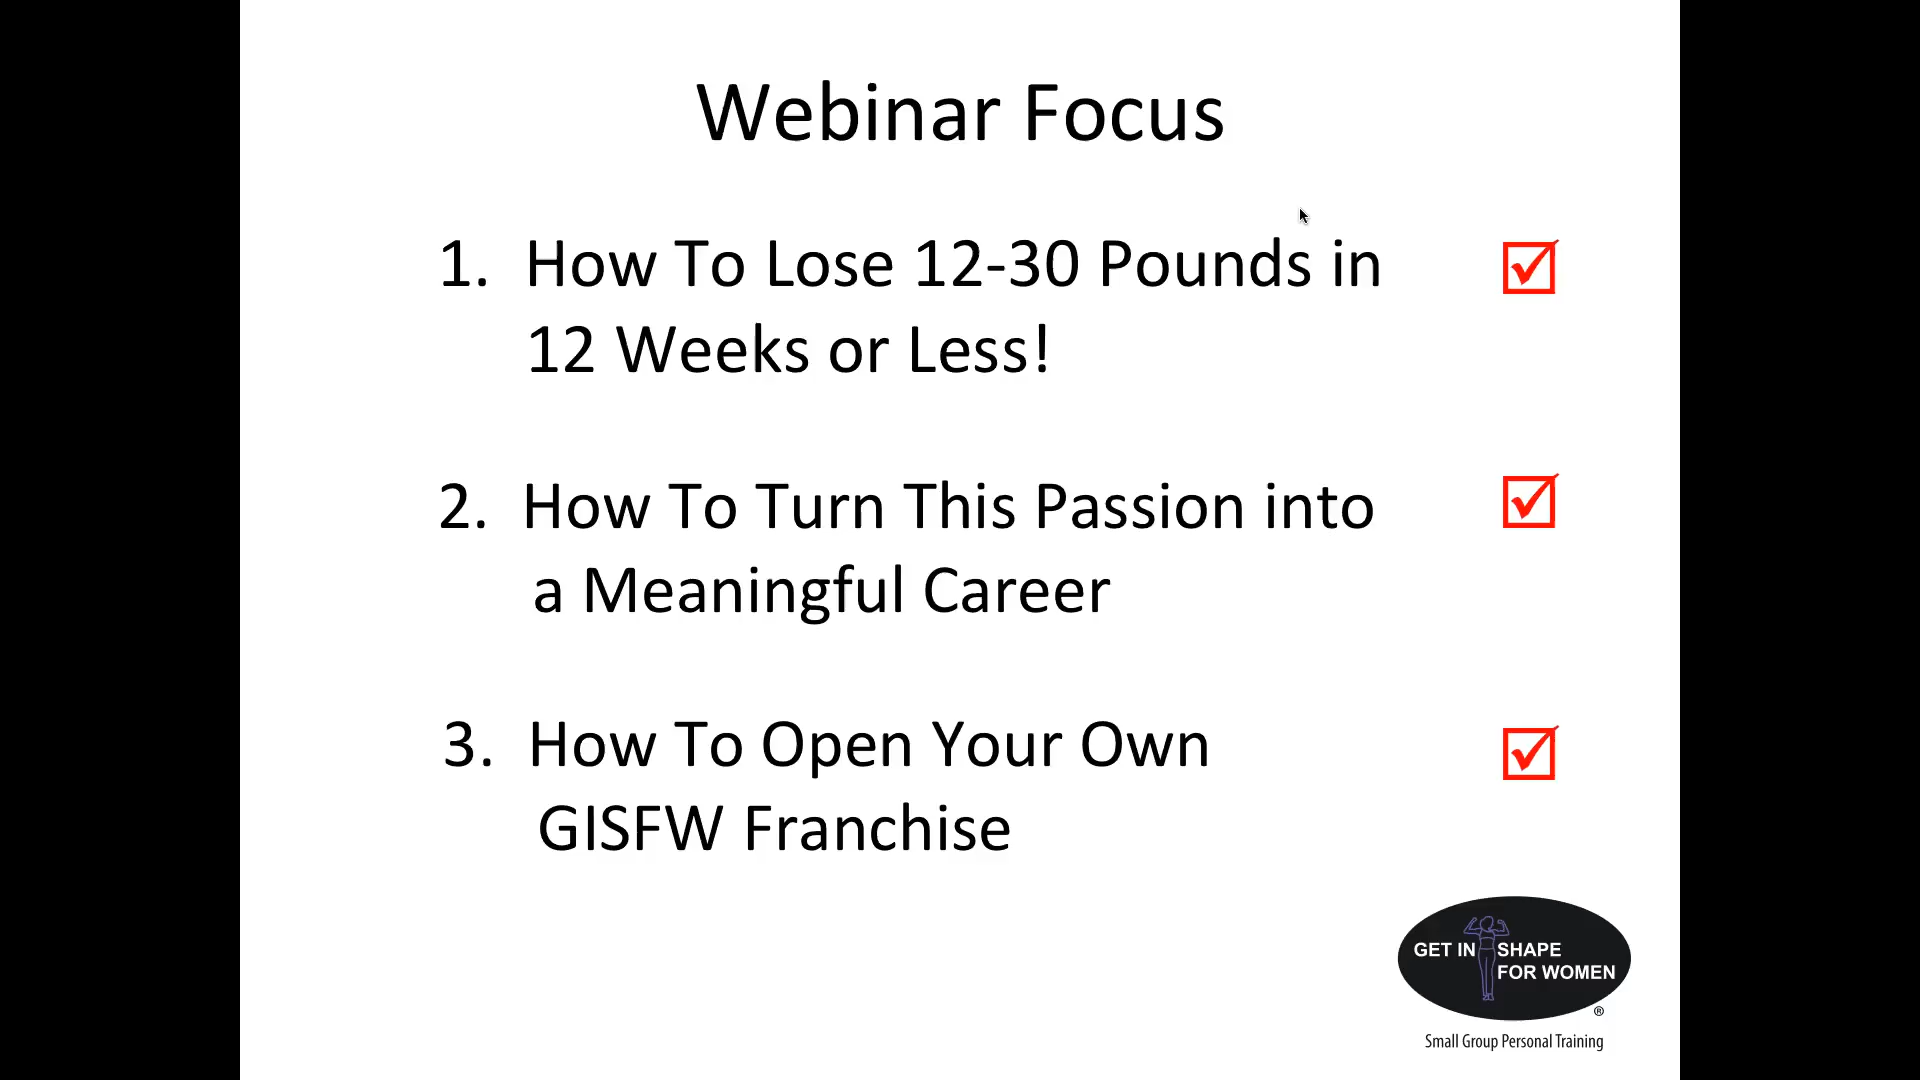 Webinar Focus
1. How To Lose 12-30 Pounds in
12 Weeks or Less!
2. How To Turn This Passion into
a Meaningful Career
3. How To Open Your Own
GISFW Franchise
GET IN SHAPE
FOR WOMEN
®
Small Group Personal Training